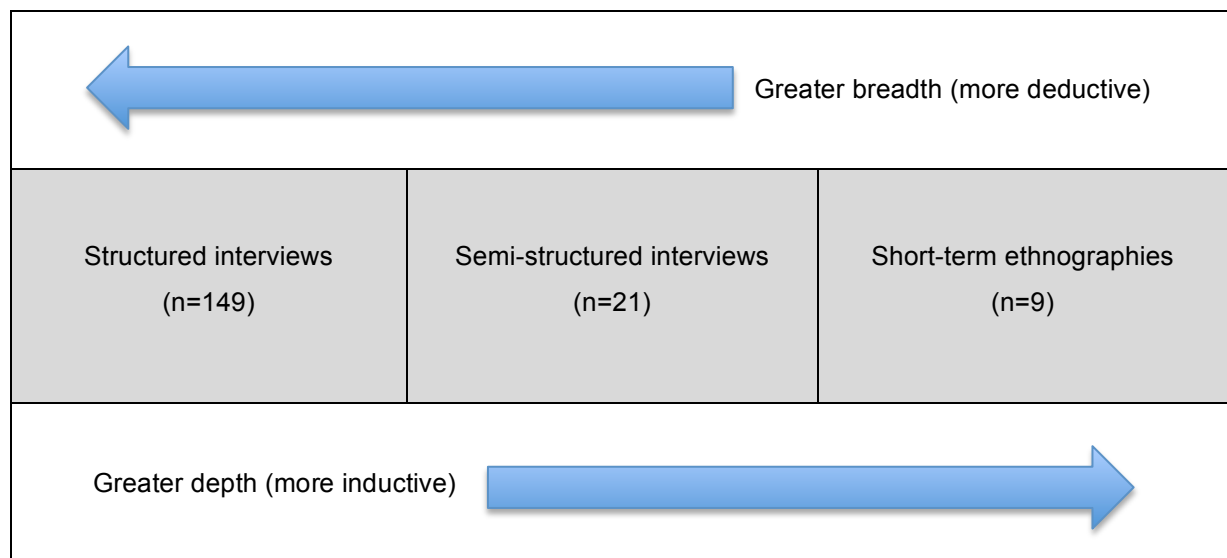 Greater breadth (more deductive)
Structured interviews
(n=149)
Semi-structured interviews
(n=21)
Short-term ethnographies
(n=9)
Greater depth (more inductive)